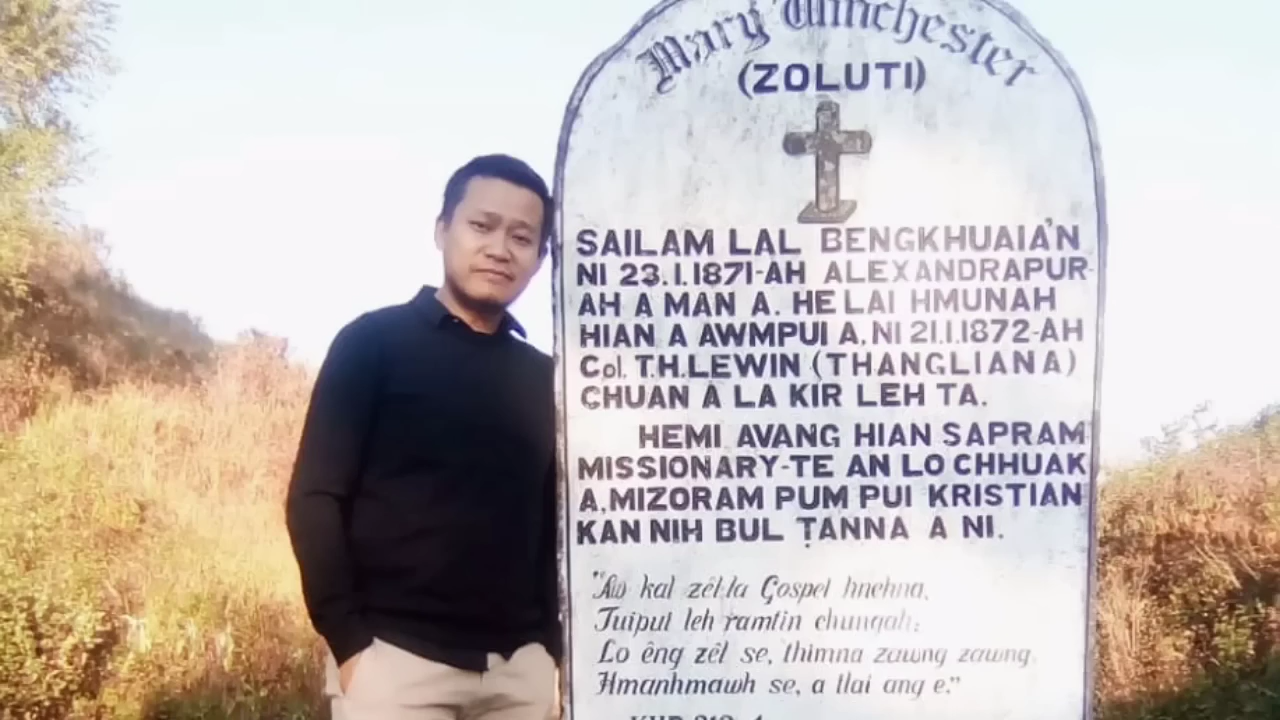 Mary Winchester
(ZOLUTI)
SAILAM LAL BENGKHUAIA'N
NI 23.1.1871-AH ALEXANDRAPUR-
AH A MAN A. HE LAI HMUNAH
HIAN A AWMPUI A, NI 21.1.1872-AH
Col. T.H.LEWIN (THANGLIANA)
CHUAN A LA KIR LEH TA.
HEMI AVANG HIAN SAPRAM
MISSIONARY-TE AN LO CHHUAK
A, MIZORAM PUM PUI KRISTIAN
KAN NIH BUL ṬANNA A NI.
"Aw kal zêl la Gospel hnehna,
Tuipui leh ramtin chungah;
Lo êng zêl se, thimna zawng zawng,
Hmanhmawh se, a tlai ang e."